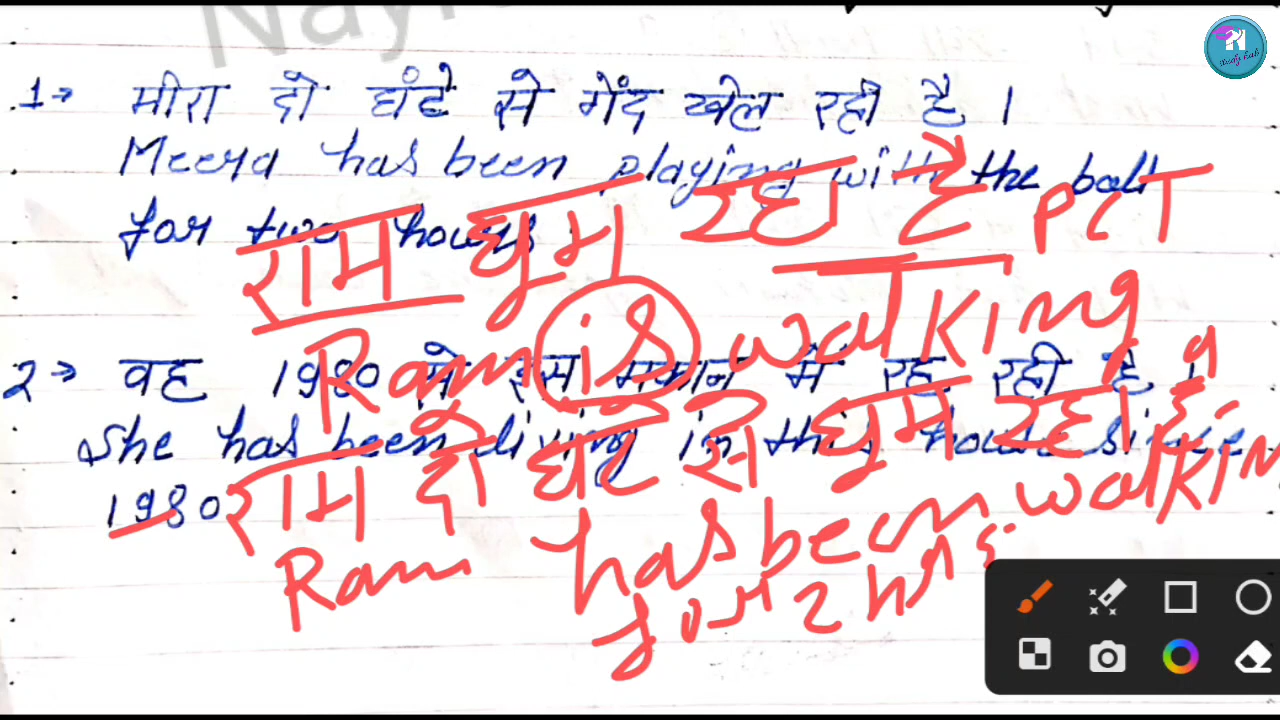 1→ मीरा दो घंटे से गेंद खेल रही है ।
Meera has been playing with the ball
for two hours
राम घुम रहा है PCT
Ram is walking
2→ वह 1980 से इस मकान में रह रही है ।
She has been living in this house since
1980
राम दो घंटे से घुम रहा है
Ram has been walking
for 2 hrs.